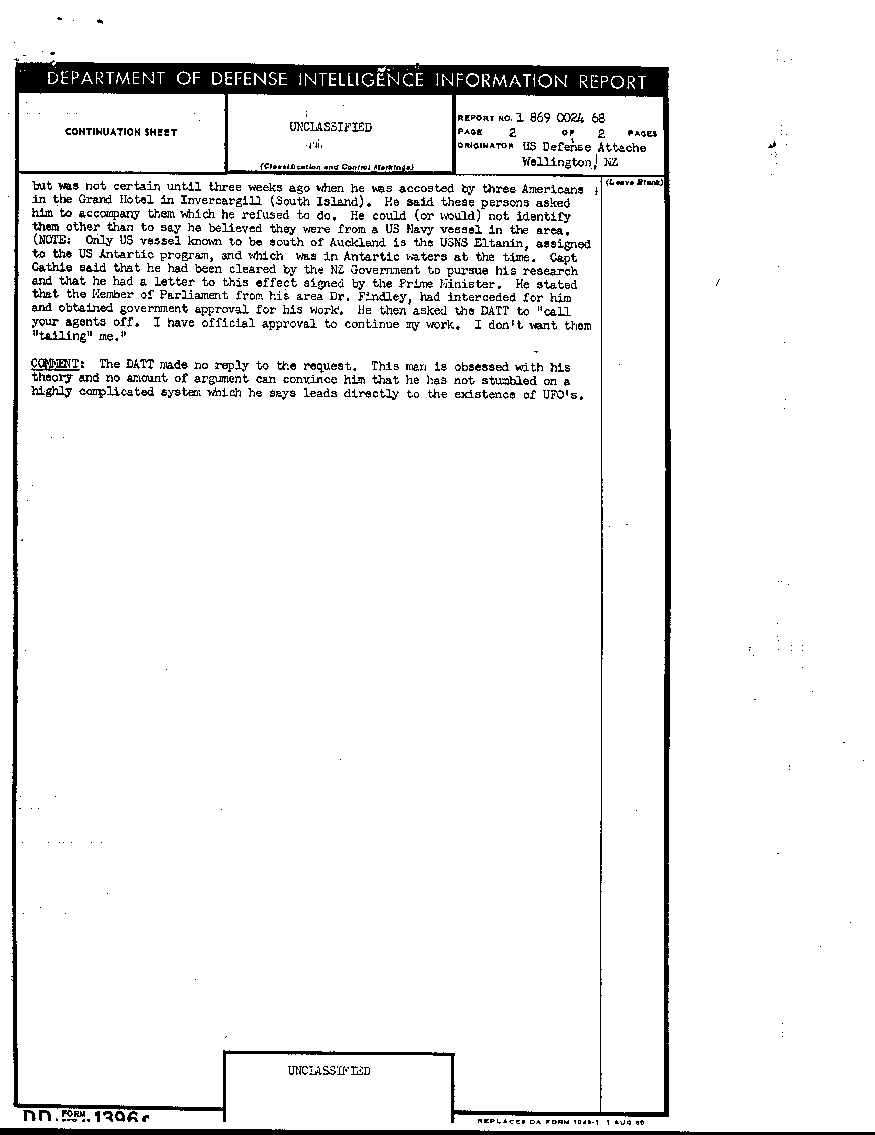 DEPARTMENT OF DEFENSE INTELLIGENCE INFORMATION REPORT
CONTINUATION SHEET
UNCLASSIFIED
(Classification and Control Markings)
REPORT NO. 1 869 0024 68
PAGE 2 OF 2 PAGES
ORIGINATOR US Defense Attache
Wellington, NZ
(Leave Blank)
but was not certain until three weeks ago when he was accosted by three Americans
in the Grand Hotel in Invercargill (South Island). He said these persons asked
him to accompany them which he refused to do. He could (or would) not identify
them other than to say he believed they were from a US Navy vessel in the area.
(NOTE: Only US vessel known to be south of Auckland is the USNS Eltanin, assigned
to the US Antartic program, and which was in Antartic waters at the time. Capt
Cathie said that he had been cleared by the NZ Government to pursue his research
and that he had a letter to this effect signed by the Prime Minister. He stated
that the Member of Parliament from his area Dr. Findley, had interceded for him
and obtained government approval for his work. He then asked the DATT to "call
your agents off. I have official approval to continue my work. I don't want them
"tailing" me."
COMMENT: The DATT made no reply to the request. This man is obsessed with his
theory and no amount of argument can convince him that he has not stumbled on a
highly complicated system which he says leads directly to the existence of UFO's.
UNCLASSIFIED
DD FORM 1396c
REPLACES DA FORM 1048-1 1 AUG 60